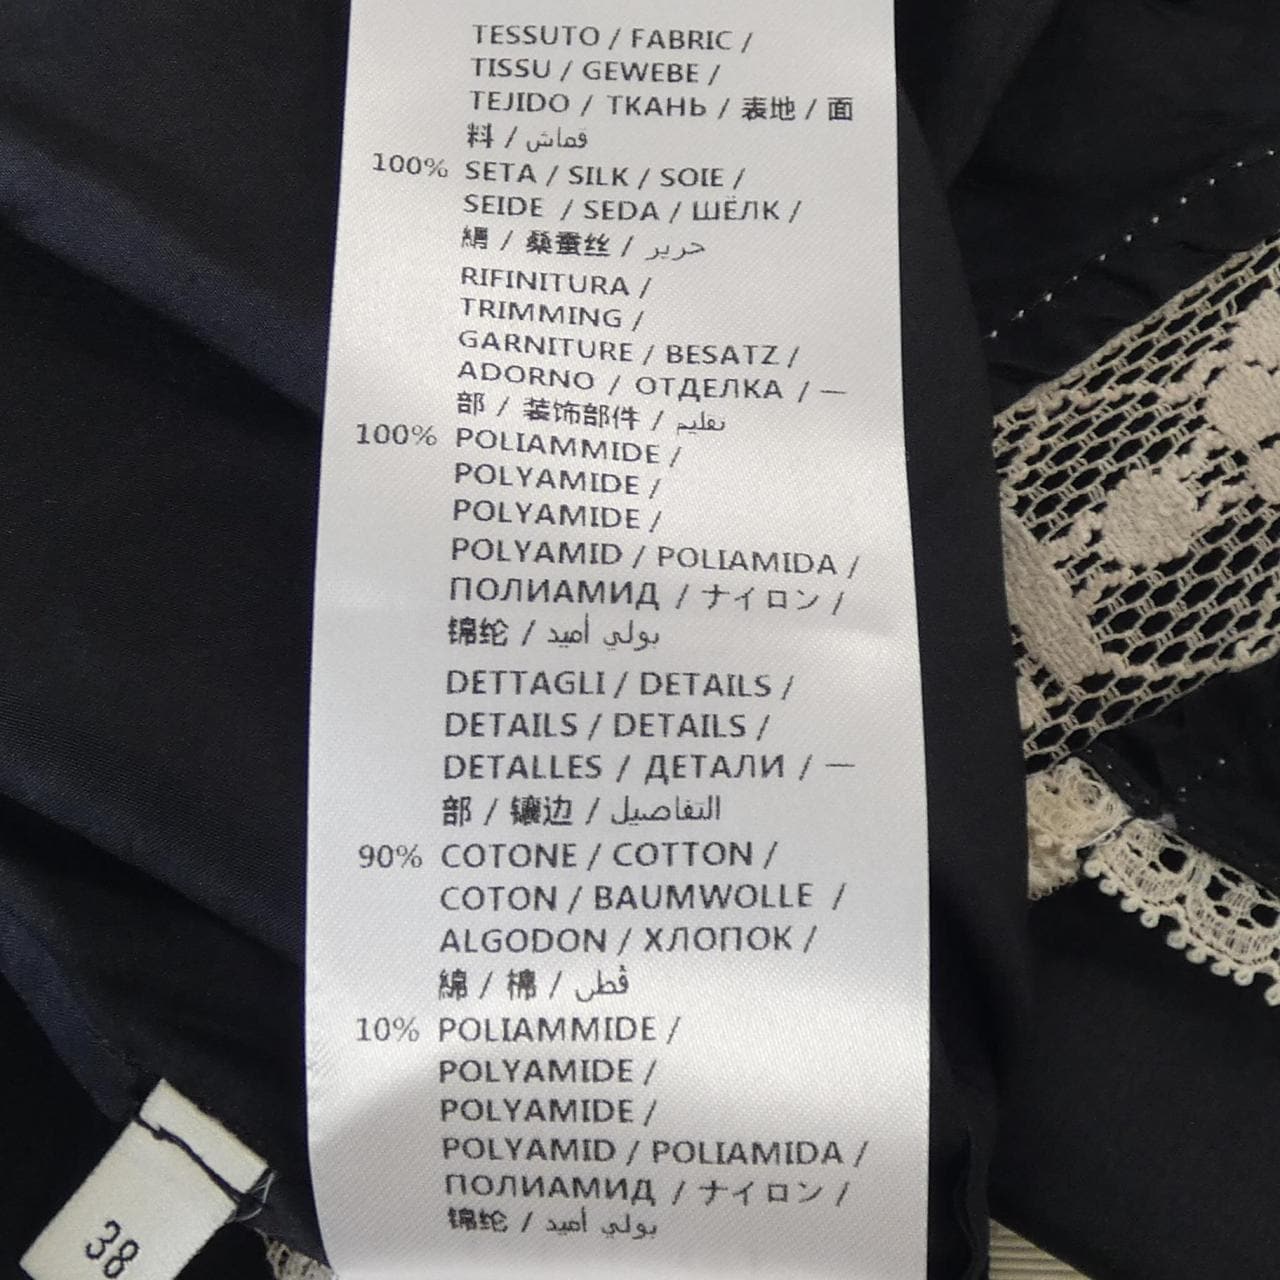 TESSUTO / FABRIC /
TISSU / GEWEBE /
TEJIDO / ТКАНЬ / 表地 / 面
料 / قماش
100% SETA / SILK / SOIE /
SEIDE / SEDA / ШЁЛК /
絹 / 桑蚕丝 / حرير
RIFINITURA /
TRIMMING /
GARNITURE / BESATZ /
ADORNO / ОТДЕЛКА / 一
部 / 装饰部件 / تقليم
100% POLIAMMIDE /
POLYAMIDE /
POLYAMIDE /
POLYAMID / POLIAMIDA /
ПОЛИАМИД / ナイロン /
锦纶 / بولي أميد
DETTAGLI / DETAILS /
DETAILS / DETAILS /
DETALLES / ДЕТАЛИ / 一
部 / 镶边 / التفاصيل
90% COTONE / COTTON /
COTON / BAUMWOLLE /
ALGODON / ХЛОПОК /
綿 / 棉 / قُطن
10% POLIAMMIDE /
POLYAMIDE /
POLYAMIDE /
POLYAMID / POLIAMIDA /
ПОЛИАМИД / ナイロン /
锦纶 / بولي أميد
38